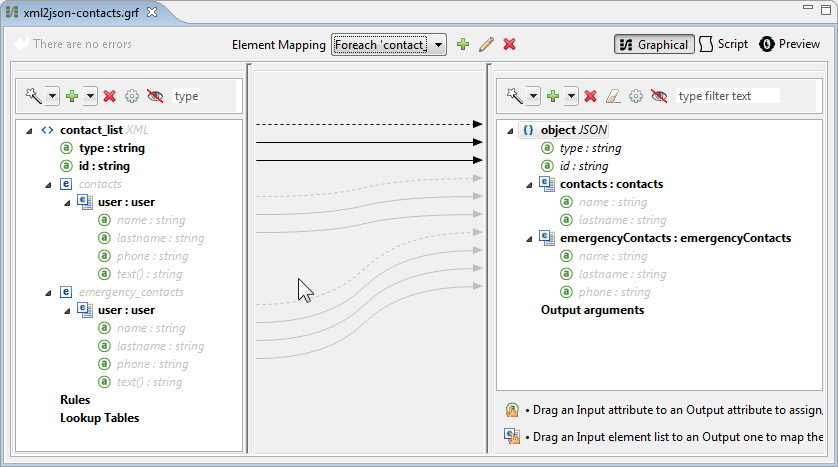 xml2json-contacts.grf
There are no errors
Element Mapping
Foreach 'contact_
Graphical
Script
Preview
type
type filter text
<> contact_list XML
type : string
id : string
contacts
user : user
name : string
lastname : string
phone : string
text() : string
emergency_contacts
user : user
name : string
lastname : string
phone : string
text() : string
Rules
Lookup Tables
{} object JSON
type : string
id : string
contacts : contacts
name : string
lastname : string
emergencyContacts : emergencyContacts
name : string
lastname : string
phone : string
Output arguments
• Drag an Input attribute to an Output attribute to assign,
• Drag an Input element list to an Output one to map the